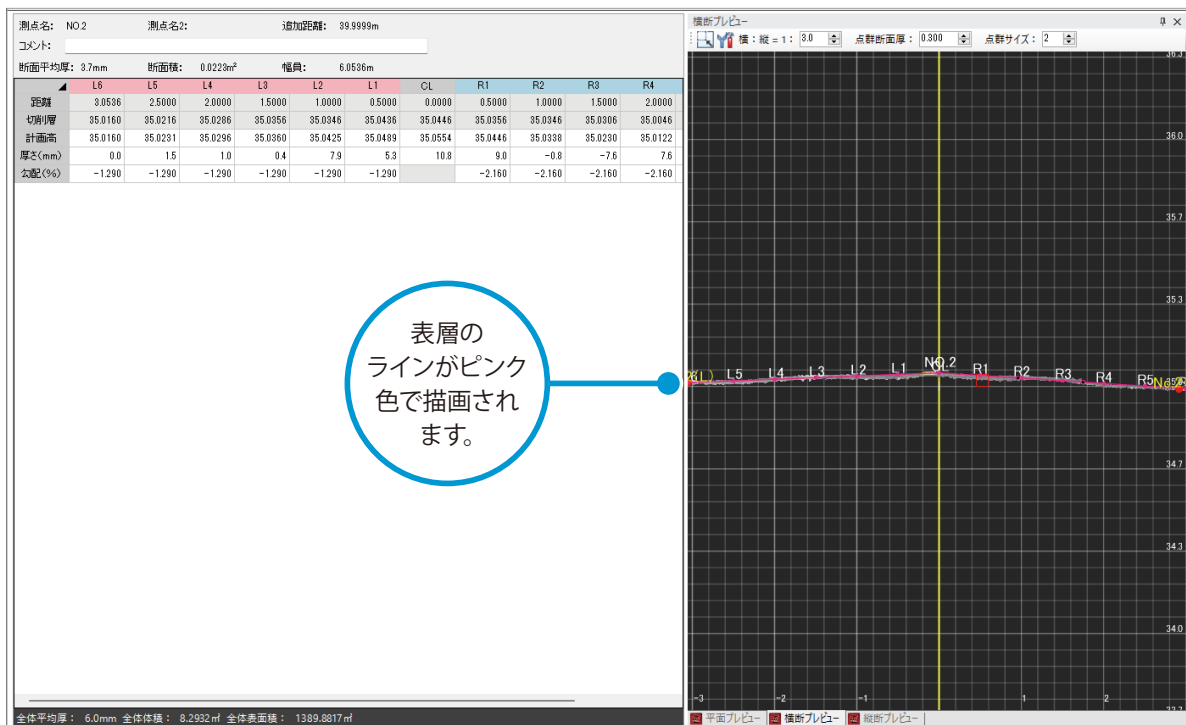 測点名: NO.2 測点名2: 追加距離: 39.9999m
コメント:
断面平均厚: 3.7mm 断面積: 0.0223m² 幅員: 6.0536m
L6 L5 L4 L3 L2 L1 CL R1 R2 R3 R4
距離 3.0536 2.5000 2.0000 1.5000 1.0000 0.5000 0.0000 0.5000 1.0000 1.5000 2.0000
切削層 35.0160 35.0216 35.0286 35.0356 35.0346 35.0436 35.0446 35.0356 35.0346 35.0306 35.0046
計画高 35.0160 35.0231 35.0296 35.0360 35.0425 35.0489 35.0554 35.0446 35.0338 35.0230 35.0122
厚さ(mm) 0.0 1.5 1.0 0.4 7.9 5.3 10.8 9.0 -0.8 -7.6 7.6
勾配(%) -1.290 -1.290 -1.290 -1.290 -1.290 -1.290 -2.160 -2.160 -2.160 -2.160
表層の
ラインがピンク
色で描画され
ます。
全体平均厚: 6.0mm 全体体積: 8.2932㎥ 全体表面積: 1389.8817㎡
横断プレビュー
横:縦 = 1: 3.0 点群断面厚: 0.300 点群サイズ: 2
36.3
36.0
35.7
35.3
L5 L4 L3 L2 L1 NO.2 CL R1 R2 R3 R4 R5
34.7
34.3
34.0
-3 -2 -1 1 2
33.7
平面プレビュー 横断プレビュー 縦断プレビュー